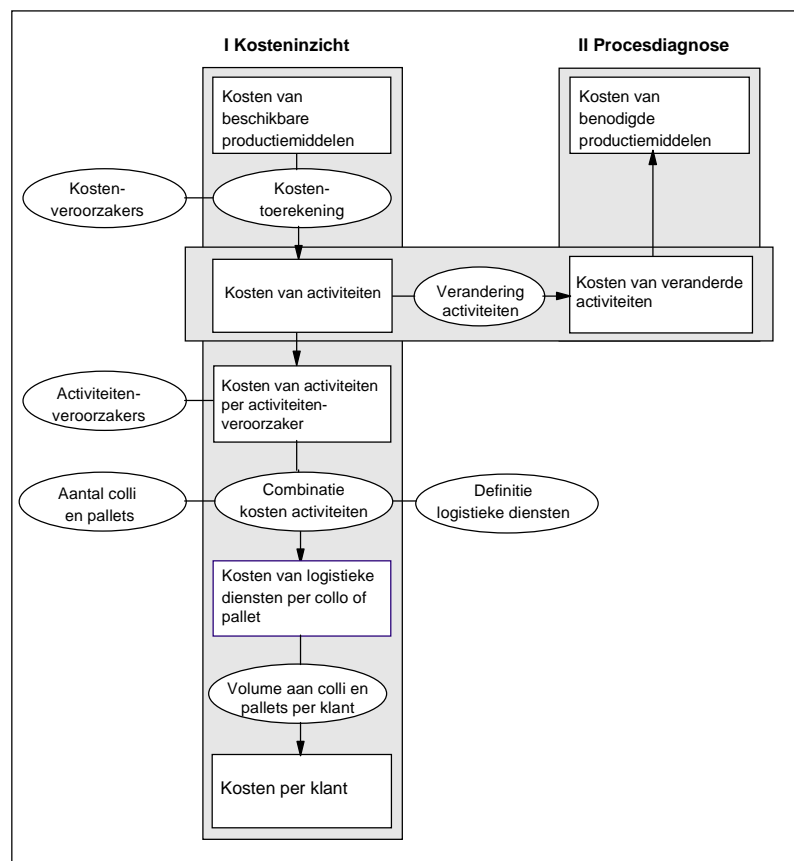 I Kosteninzicht
II Procesdiagnose
Kosten van
beschikbare
productiemiddelen
Kosten van
benodigde
productiemiddelen
Kosten-
veroorzakers
Kosten-
toerekening
Kosten van activiteiten
Verandering
activiteiten
Kosten van veranderde
activiteiten
Activiteiten-
veroorzakers
Kosten van activiteiten
per activiteiten-
veroorzaker
Aantal colli
en pallets
Combinatie
kosten activiteiten
Definitie
logistieke diensten
Kosten van logistieke
diensten per collo of
pallet
Volume aan colli en
pallets per klant
Kosten per klant